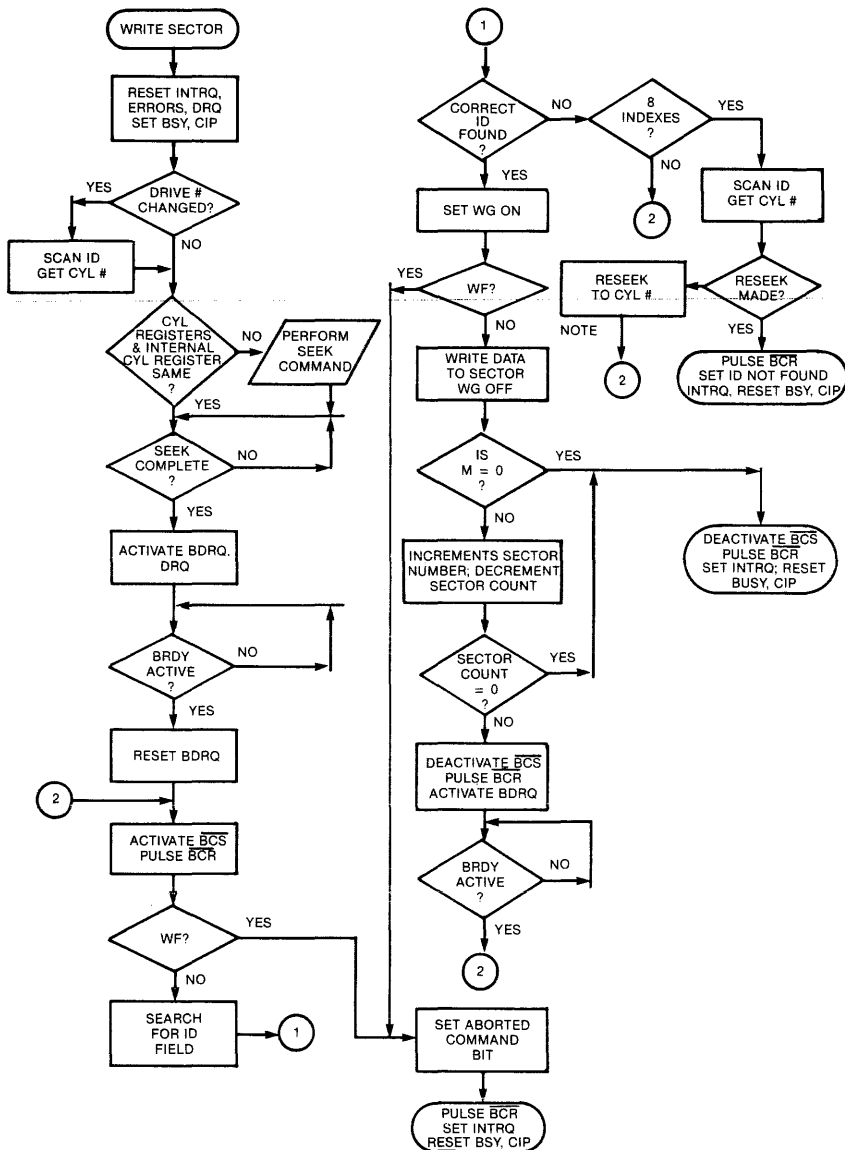 WRITE SECTOR
RESET INTRQ,
ERRORS, DRQ
SET BSY, CIP
YES
DRIVE #
CHANGED?
NO
SCAN ID
GET CYL #
CYL
REGISTERS
& INTERNAL
CYL REGISTER
SAME
?
NO
PERFORM
SEEK
COMMAND
YES
SEEK
COMPLETE
?
NO
YES
ACTIVATE BDRQ.
DRQ
BRDY
ACTIVE
?
NO
YES
RESET BDRQ
2
ACTIVATE BCS
PULSE BCR
WF?
YES
NO
SEARCH
FOR ID
FIELD
1
1
CORRECT
ID
FOUND
?
NO
8
INDEXES
?
YES
NO
2
SCAN ID
GET CYL #
RESEEK
MADE?
RESEEK
TO CYL #
NOTE
2
YES
PULSE BCR
SET ID NOT FOUND
INTRQ, RESET BSY, CIP
YES
SET WG ON
YES
WF?
NO
WRITE DATA
TO SECTOR
WG OFF
IS
M = 0
?
YES
NO
DEACTIVATE BCS
PULSE BCR
SET INTRQ; RESET
BUSY, CIP
INCREMENTS SECTOR
NUMBER; DECREMENT
SECTOR COUNT
SECTOR
COUNT
= 0
?
YES
NO
DEACTIVATE BCS
PULSE BCR
ACTIVATE BDRQ
BRDY
ACTIVE
?
NO
YES
2
SET ABORTED
COMMAND
BIT
PULSE BCR
SET INTRQ
RESET BSY, CIP